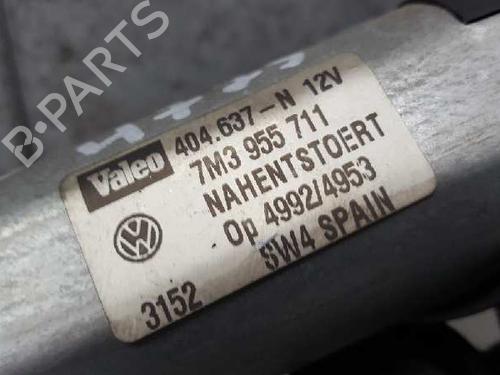 B-PARTS
Valeo 404.637-N 12V
7M3 955 711
NAHENTSTOERT
Op 4992/4953
3152 SW4 SPAIN